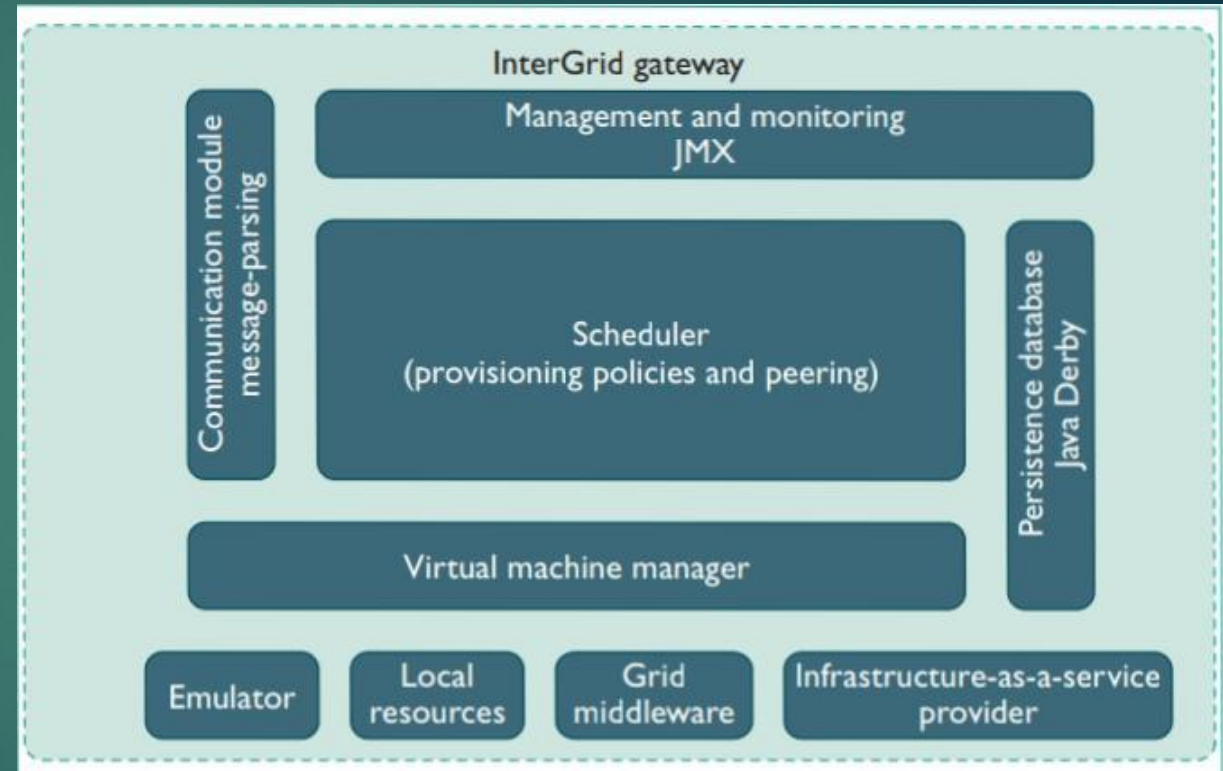 InterGrid gateway
Communication module
message-parsing
Management and monitoring
JMX
Scheduler
(provisioning policies and peering)
Persistence database
Java Derby
Virtual machine manager
Emulator
Local
resources
Grid
middleware
Infrastructure-as-a-service
provider